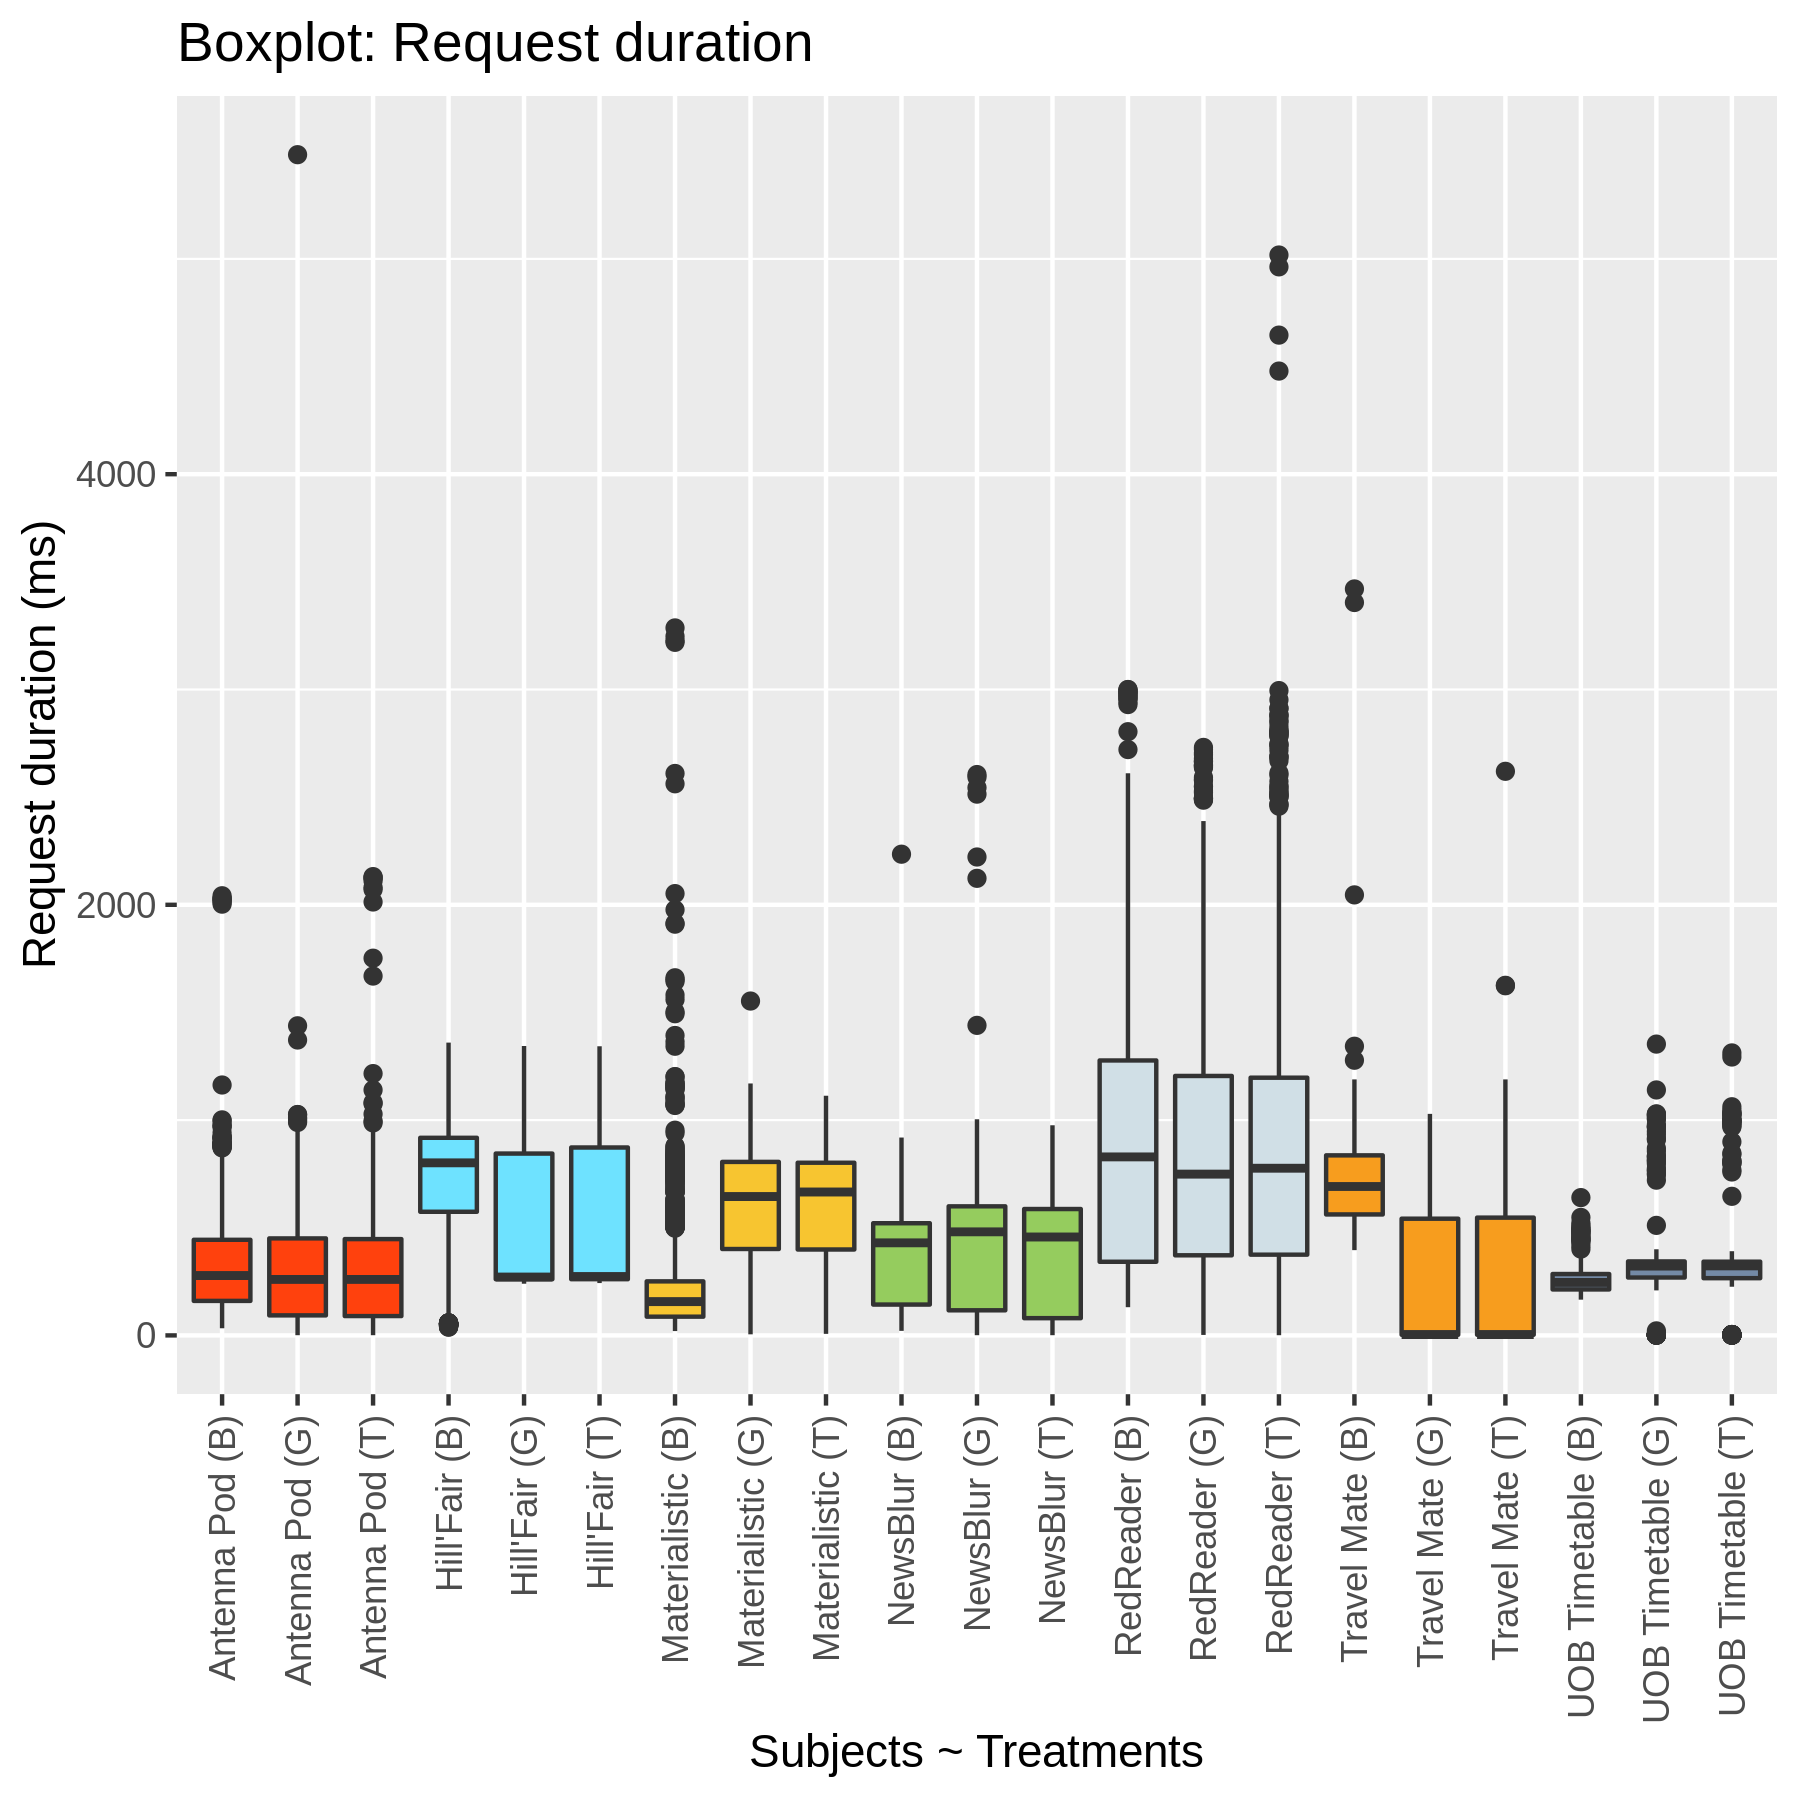 Boxplot: Request duration
Request duration (ms)
4000
2000
0
Antenna Pod (B)
Antenna Pod (G)
Antenna Pod (T)
Hill'Fair (B)
Hill'Fair (G)
Hill'Fair (T)
Materialistic (B)
Materialistic (G)
Materialistic (T)
NewsBlur (B)
NewsBlur (G)
NewsBlur (T)
RedReader (B)
RedReader (G)
RedReader (T)
Travel Mate (B)
Travel Mate (G)
Travel Mate (T)
UOB Timetable (B)
UOB Timetable (G)
UOB Timetable (T)
Subjects ~ Treatments